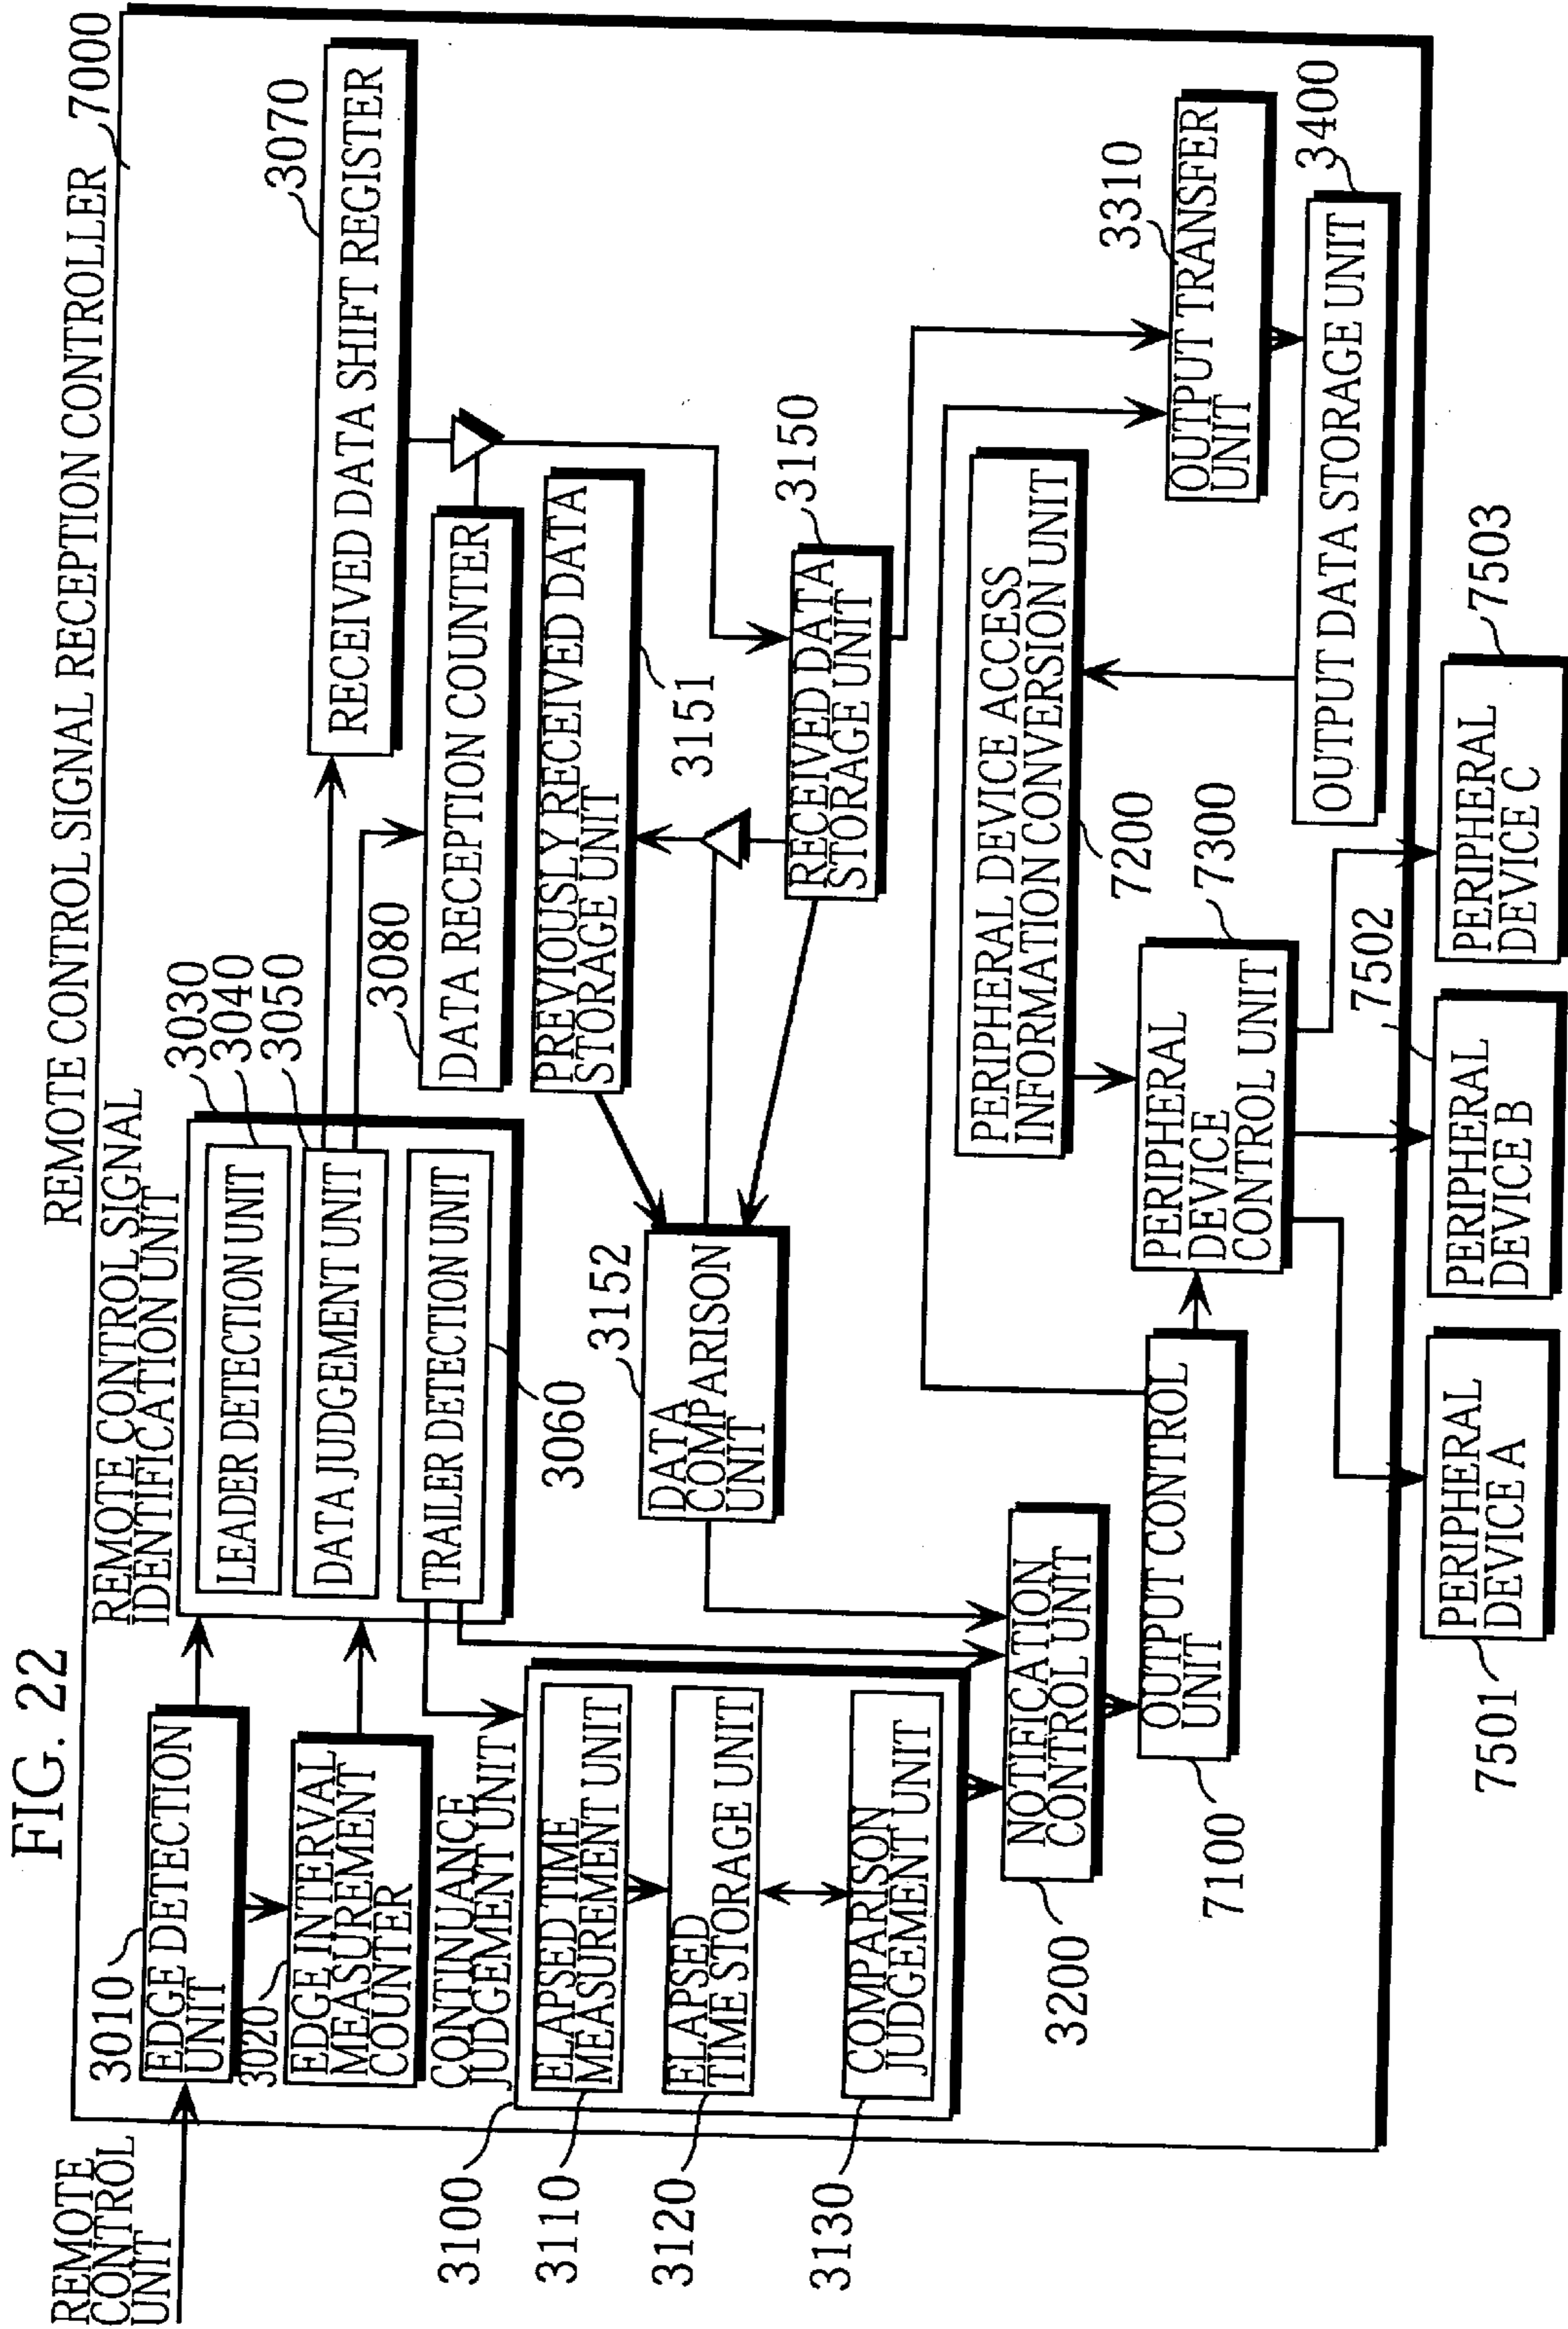 FIG. 22
REMOTE CONTROL SIGNAL RECEPTION CONTROLLER 7000
REMOTE
CONTROL
UNIT
3010
EDGE DETECTION
UNIT
3020
EDGE INTERVAL
MEASUREMENT
COUNTER
REMOTE CONTROL SIGNAL
IDENTIFICATION UNIT
3030
3040
3050
LEADER DETECTION UNIT
DATA JUDGEMENT UNIT
TRAILER DETECTION UNIT
3060
3070
RECEIVED DATA SHIFT REGISTER
3080
DATA RECEPTION COUNTER
PREVIOUSLY RECEIVED DATA
STORAGE UNIT
3151
3150
RECEIVED DATA
STORAGE UNIT
3152
DATA
COMPARISON
UNIT
CONTINUANCE
JUDGEMENT UNIT
3100
ELAPSED TIME
MEASUREMENT UNIT
3110
ELAPSED
TIME STORAGE UNIT
3120
COMPARISON
JUDGEMENT UNIT
3130
NOTIFICATION
CONTROL UNIT
3200
OUTPUT CONTROL
UNIT
7100
PERIPHERAL DEVICE ACCESS
INFORMATION CONVERSION UNIT
7200
PERIPHERAL
DEVICE
CONTROL UNIT
7300
3310
OUTPUT TRANSFER
UNIT
3400
OUTPUT DATA STORAGE UNIT
7501
PERIPHERAL
DEVICE A
7502
PERIPHERAL
DEVICE B
7503
PERIPHERAL
DEVICE C